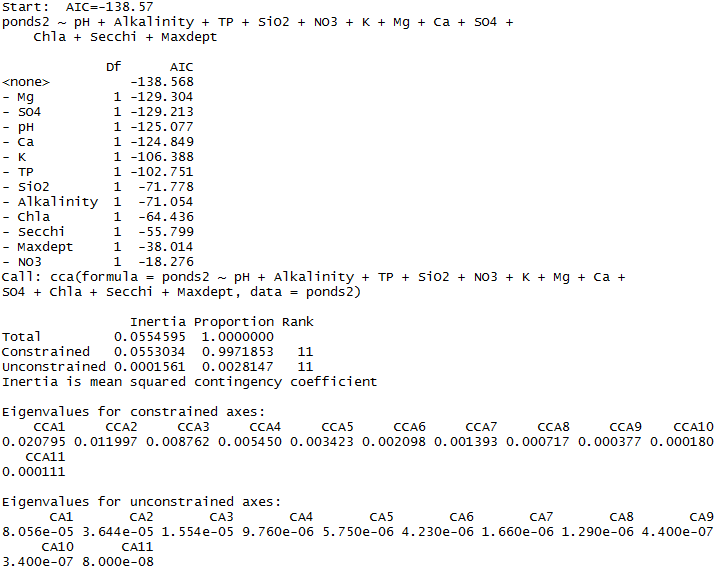 Start:  AIC=-138.57
ponds2 ~ pH + Alkalinity + TP + SiO2 + NO3 + K + Mg + Ca + SO4 +
    Chla + Secchi + Maxdept

             Df      AIC
<none>          -138.568
- Mg          1 -129.304
- SO4         1 -129.213
- pH          1 -125.077
- Ca          1 -124.849
- K           1 -106.388
- TP          1 -102.751
- SiO2        1  -71.778
- Alkalinity  1  -71.054
- Chla        1  -64.436
- Secchi      1  -55.799
- Maxdept     1  -38.014
- NO3         1  -18.276
Call: cca(formula = ponds2 ~ pH + Alkalinity + TP + SiO2 + NO3 + K + Mg + Ca +
SO4 + Chla + Secchi + Maxdept, data = ponds2)

                Inertia Proportion Rank
Total         0.0554595  1.0000000
Constrained   0.0553034  0.9971853   11
Unconstrained 0.0001561  0.0028147   11
Inertia is mean squared contingency coefficient

Eigenvalues for constrained axes:
    CCA1     CCA2     CCA3     CCA4     CCA5     CCA6     CCA7     CCA8     CCA9    CCA10
0.020795 0.011997 0.008762 0.005450 0.003423 0.002098 0.001393 0.000717 0.000377 0.000180
   CCA11
0.000111

Eigenvalues for unconstrained axes:
      CA1       CA2       CA3       CA4       CA5       CA6       CA7       CA8       CA9
8.056e-05 3.644e-05 1.554e-05 9.760e-06 5.750e-06 4.230e-06 1.660e-06 1.290e-06 4.400e-07
     CA10      CA11
3.400e-07 8.000e-08